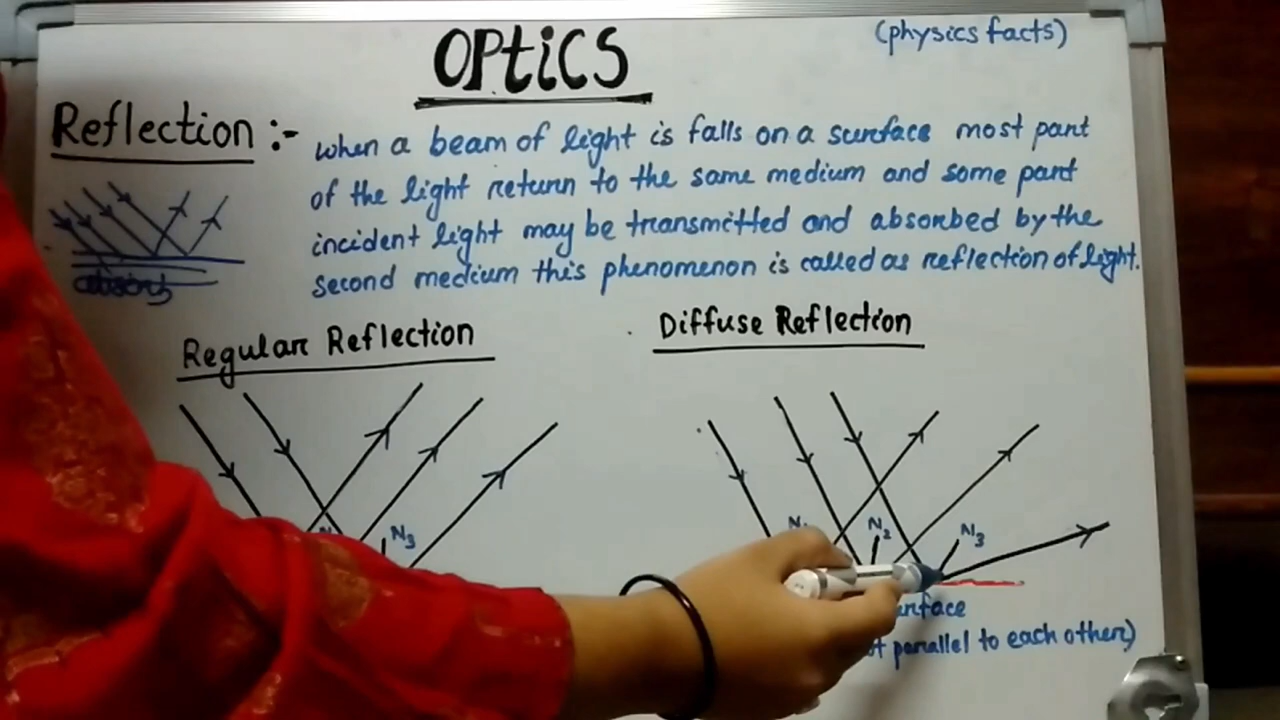 OPtiCS
(physics facts)
Reflection :-
when a beam of light is falls on a surface most part
of the light return to the same medium and some part
incident light may be transmitted and absorbed by the
second medium this phenomenon is called as reflection of light.
Regular Reflection
Diffuse Reflection
N3
N2
N3
parallel to each other)